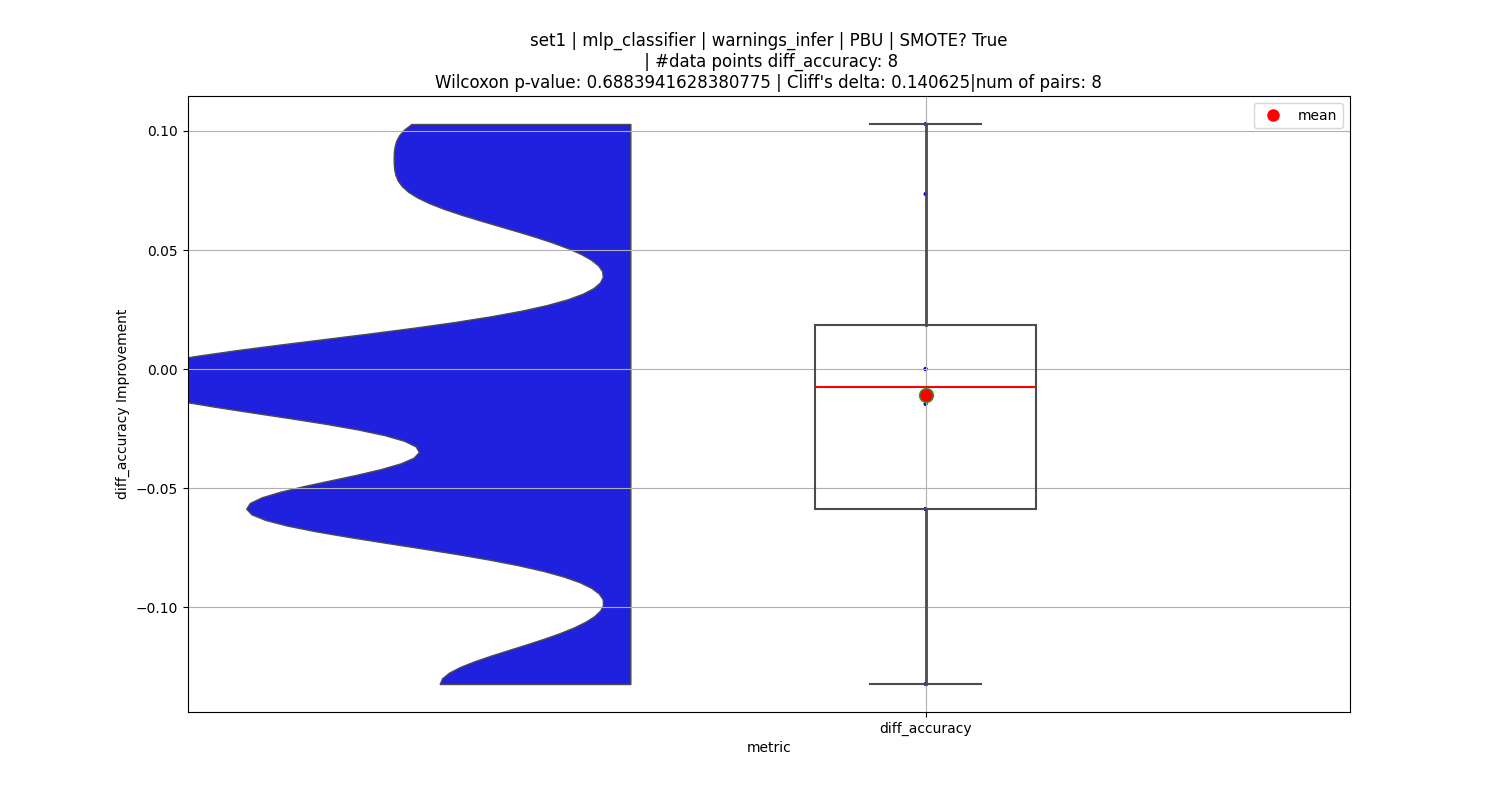 set1 | mlp_classifier | warnings_infer | PBU | SMOTE? True
| #data points diff_accuracy: 8
Wilcoxon p-value: 0.6883941628380775 | Cliff's delta: 0.140625|num of pairs: 8
mean
0.10
0.05
0.00
−0.05
−0.10
diff_accuracy Improvement
diff_accuracy
metric